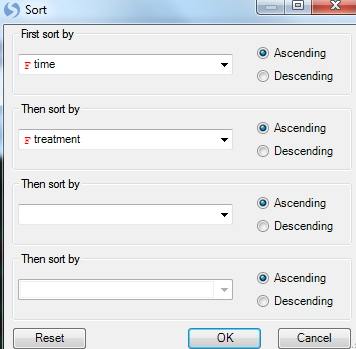 Sort
First sort by
time
Ascending
Descending
Then sort by
treatment
Ascending
Descending
Then sort by
Ascending
Descending
Then sort by
Ascending
Descending
Reset
OK
Cancel